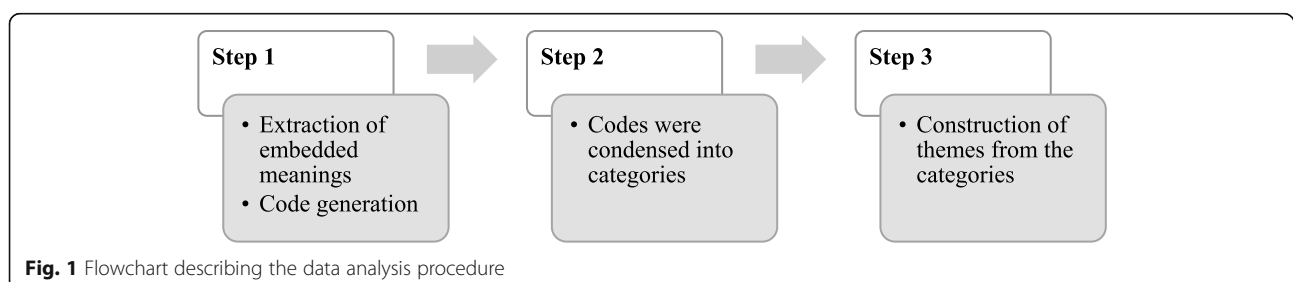 Step 1
• Extraction of
embedded
meanings
• Code generation
Step 2
• Codes were
condensed into
categories
Step 3
• Construction of
themes from the
categories
Fig. 1 Flowchart describing the data analysis procedure